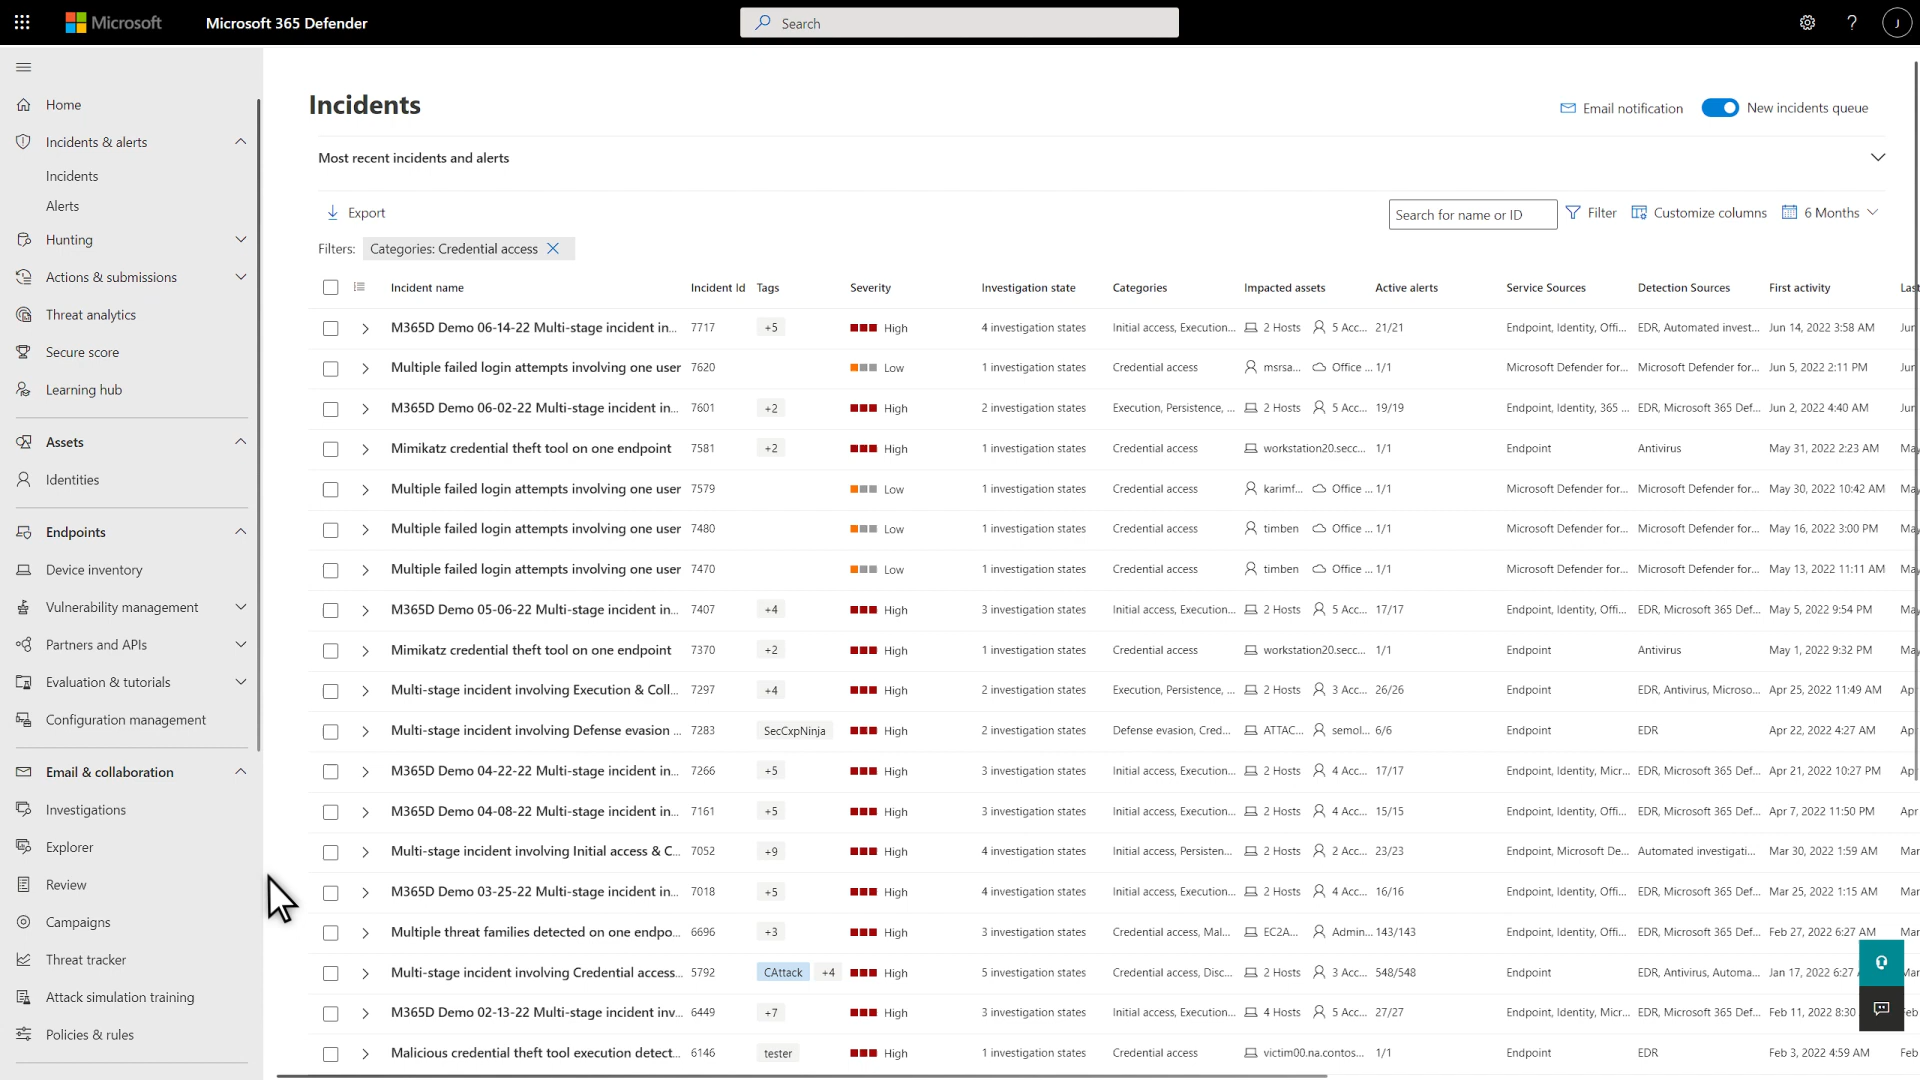 Microsoft Microsoft 365 Defender Search ? J
Incidents
Email notification New incidents queue
Most recent incidents and alerts
Export Search for name or ID Filter Customize columns 6 Months
Filters: Categories: Credential access
Home
Incidents & alerts
Incidents
Alerts
Hunting
Actions & submissions
Threat analytics
Secure score
Learning hub
Assets
Identities
Endpoints
Device inventory
Vulnerability management
Partners and APIs
Evaluation & tutorials
Configuration management
Email & collaboration
Investigations
Explorer
Review
Campaigns
Threat tracker
Attack simulation training
Policies & rules
Incident name Incident Id Tags Severity Investigation state Categories Impacted assets Active alerts Service Sources Detection Sources First activity Las
M365D Demo 06-14-22 Multi-stage incident in... 7717 +5 High 4 investigation states Initial access, Execution... 2 Hosts 5 Acc... 21/21 Endpoint, Identity, Offi... EDR, Automated invest... Jun 14, 2022 3:58 AM Jun
Multiple failed login attempts involving one user 7620 Low 1 investigation states Credential access msrsa... Office ... 1/1 Microsoft Defender for... Microsoft Defender for... Jun 5, 2022 2:11 PM Jun
M365D Demo 06-02-22 Multi-stage incident in... 7601 +2 High 2 investigation states Execution, Persistence, ... 2 Hosts 5 Acc... 19/19 Endpoint, Identity, 365 ... EDR, Microsoft 365 Def... Jun 2, 2022 4:40 AM Jun
Mimikatz credential theft tool on one endpoint 7581 +2 High 1 investigation states Credential access workstation20.secc... 1/1 Endpoint Antivirus May 31, 2022 2:23 AM May
Multiple failed login attempts involving one user 7579 Low 1 investigation states Credential access karimf... Office ... 1/1 Microsoft Defender for... Microsoft Defender for... May 30, 2022 10:42 AM May
Multiple failed login attempts involving one user 7480 Low 1 investigation states Credential access timben Office ... 1/1 Microsoft Defender for... Microsoft Defender for... May 16, 2022 3:00 PM May
Multiple failed login attempts involving one user 7470 Low 1 investigation states Credential access timben Office ... 1/1 Microsoft Defender for... Microsoft Defender for... May 13, 2022 11:11 AM May
M365D Demo 05-06-22 Multi-stage incident in... 7407 +4 High 3 investigation states Initial access, Execution... 2 Hosts 5 Acc... 17/17 Endpoint, Identity, Offi... EDR, Microsoft 365 Def... May 5, 2022 9:54 PM May
Mimikatz credential theft tool on one endpoint 7370 +2 High 1 investigation states Credential access workstation20.secc... 1/1 Endpoint Antivirus May 1, 2022 9:32 PM May
Multi-stage incident involving Execution & Coll... 7297 +4 High 2 investigation states Execution, Persistence, ... 2 Hosts 3 Acc... 26/26 Endpoint EDR, Antivirus, Microso... Apr 25, 2022 11:49 AM Apr
Multi-stage incident involving Defense evasion ... 7283 SecCxpNinja High 2 investigation states Defense evasion, Cred... ATTAC... semol... 6/6 Endpoint EDR Apr 22, 2022 4:27 AM Apr
M365D Demo 04-22-22 Multi-stage incident in... 7266 +5 High 3 investigation states Initial access, Execution... 2 Hosts 4 Acc... 17/17 Endpoint, Identity, Micr... EDR, Microsoft 365 Def... Apr 21, 2022 10:27 PM Apr
M365D Demo 04-08-22 Multi-stage incident in... 7161 +5 High 3 investigation states Initial access, Execution... 2 Hosts 4 Acc... 15/15 Endpoint, Identity, Offi... EDR, Microsoft 365 Def... Apr 7, 2022 11:50 PM Apr
Multi-stage incident involving Initial access & C... 7052 +9 High 4 investigation states Initial access, Persisten... 2 Hosts 2 Acc... 23/23 Endpoint, Microsoft De... Automated investigati... Mar 30, 2022 1:59 AM Mar
M365D Demo 03-25-22 Multi-stage incident in... 7018 +5 High 4 investigation states Initial access, Execution... 2 Hosts 4 Acc... 16/16 Endpoint, Identity, Offi... EDR, Microsoft 365 Def... Mar 25, 2022 1:15 AM Mar
Multiple threat families detected on one endpo... 6696 +3 High 3 investigation states Credential access, Mal... EC2A... Admin... 143/143 Endpoint, Identity, Offi... EDR, Microsoft 365 Def... Feb 27, 2022 6:27 AM Mar
Multi-stage incident involving Credential access... 5792 CAttack +4 High 5 investigation states Credential access, Disc... 2 Hosts 3 Acc... 548/548 Endpoint EDR, Antivirus, Automa... Jan 17, 2022 6:27
M365D Demo 02-13-22 Multi-stage incident inv... 6449 +7 High 3 investigation states Initial access, Execution... 4 Hosts 5 Acc... 27/27 Endpoint, Identity, Micr... EDR, Microsoft 365 Def... Feb 11, 2022 8:30 Feb
Malicious credential theft tool execution detect... 6146 tester High 1 investigation states Credential access victim00.na.contos... 1/1 Endpoint EDR Feb 3, 2022 4:59 AM Feb